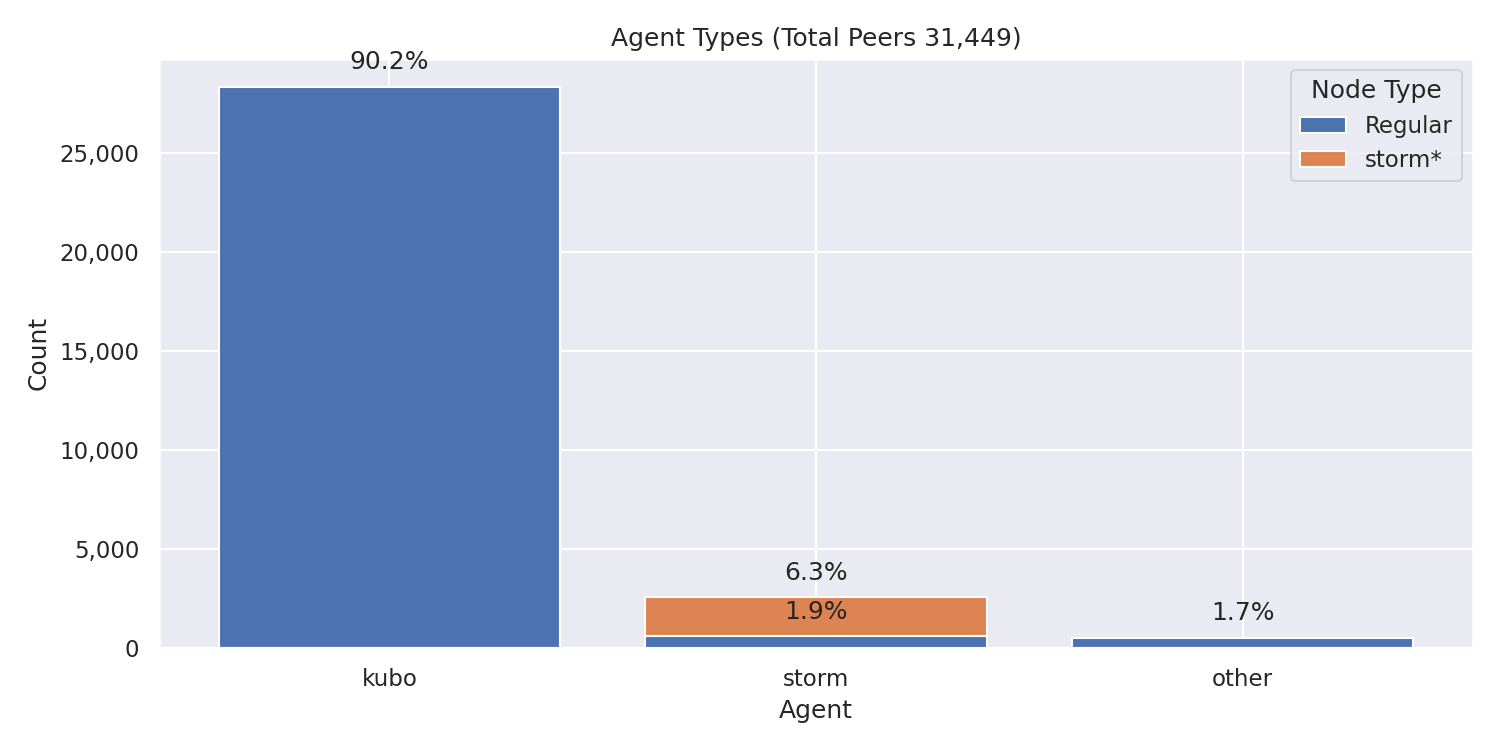 Agent Types (Total Peers 31,449)
90.2%
Node Type
Regular
storm*
25,000
20,000
15,000
Count
10,000
5,000
6.3%
1.9%
1.7%
0
kubo
storm
other
Agent